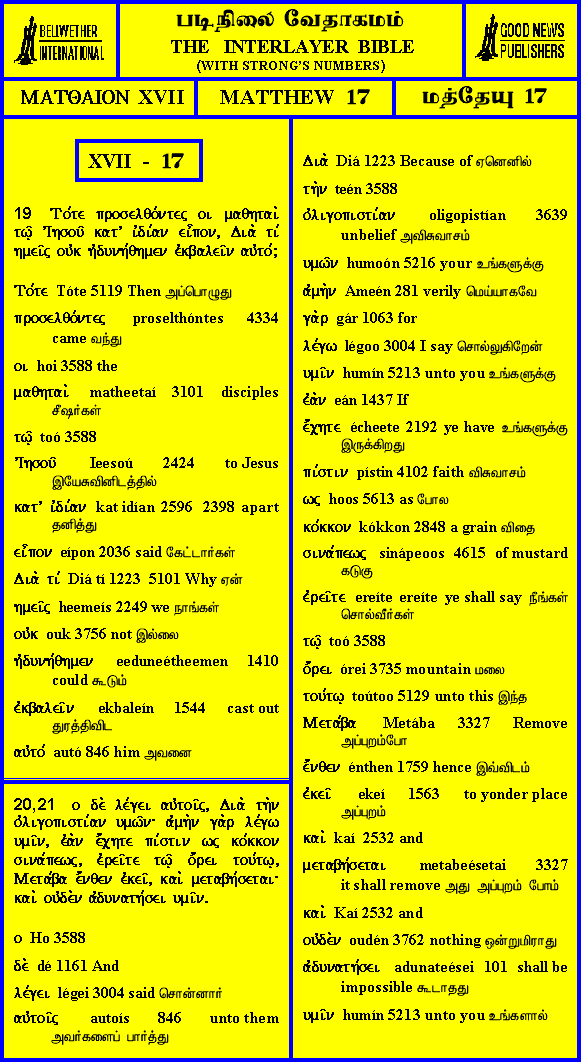 BELLWETHER
INTERNATIONAL
படிநிலை வேதாகமம்
THE INTERLAYER BIBLE
(WITH STRONG'S NUMBERS)
GOOD NEWS
PUBLISHERS
ΜΑΤΘΑΙΟΝ XVII
MATTHEW 17
மத்தேயு 17
XVII - 17
19 Τότε προσελθόντες οι μαθηταὶ
τῷ Ἰησοῦ κατ' ἰδίαν εἶπον, Διὰ τί
ημεῖς οὐκ ἠδυνήθημεν ἐκβαλεῖν αὐτό;
Τότε Tóte 5119 Then அப்பொழுது
προσελθόντες proselthóntes 4334
came வந்து
οι hoi 3588 the
μαθηταὶ matheetaí 3101 disciples
சீஷர்கள்
τῷ toó 3588
Ἰησοῦ Ieesoú 2424 to Jesus
இயேசுவினிடத்தில்
κατ' ἰδίαν kat idían 2596 2398 apart
தனித்து
εἶπον eípon 2036 said கேட்டார்கள்
Διὰ τί Diá tí 1223 5101 Why ஏன்
ημεῖς heemeís 2249 we நாங்கள்
οὐκ ouk 3756 not இல்லை
ἠδυνήθημεν eeduneétheemen 1410
could கூடும்
ἐκβαλεῖν ekbaleín 1544 cast out
துரத்திவிட
αὐτό autó 846 him அவனை
20,21 ο δὲ λέγει αὐτοῖς, Διὰ τὴν
ὀλιγοπιστίαν υμῶν· ἀμὴν γὰρ λέγω
υμῖν, ἐὰν ἔχητε πίστιν ως κόκκον
σινάπεως, ἐρεῖτε τῷ ὄρει τούτῳ,
Μετάβα ἔνθεν ἐκεῖ, καὶ μεταβήσεται·
καὶ οὐδὲν ἀδυνατήσει υμῖν.
ο Ho 3588
δὲ dé 1161 And
λέγει légei 3004 said சொன்னார்
αὐτοῖς autoís 846 unto them
அவர்களைப் பார்த்து
Διὰ Diá 1223 Because of ஏனெனில்
τὴν teén 3588
ὀλιγοπιστίαν oligopistían 3639
unbelief அவிசுவாசம்
υμῶν humoón 5216 your உங்களுக்கு
ἀμὴν Ameén 281 verily மெய்யாகவே
γὰρ gár 1063 for
λέγω légoo 3004 I say சொல்லுகிறேன்
υμῖν humín 5213 unto you உங்களுக்கு
ἐὰν eán 1437 If
ἔχητε écheete 2192 ye have உங்களுக்கு
இருக்கிறது
πίστιν pístin 4102 faith விசுவாசம்
ως hoos 5613 as போல
κόκκον kókkon 2848 a grain விதை
σινάπεως sinápeoos 4615 of mustard
கடுகு
ἐρεῖτε ereíte ereíte ye shall say நீங்கள்
சொல்வீர்கள்
τῷ toó 3588
ὄρει órei 3735 mountain மலை
τούτῳ toútoo 5129 unto this இந்த
Μετάβα Metába 3327 Remove
அப்புறம்போ
ἔνθεν énthen 1759 hence இவ்விடம்
ἐκεῖ ekeí 1563 to yonder place
அப்புறம்
καὶ kaí 2532 and
μεταβήσεται metabeésetai 3327
it shall remove அது அப்புறம் போம்
καὶ Kaí 2532 and
οὐδὲν oudén 3762 nothing ஒன்றுமிராது
ἀδυνατήσει adunateései 101 shall be
impossible கூடாதது
υμῖν humín 5213 unto you உங்களால்